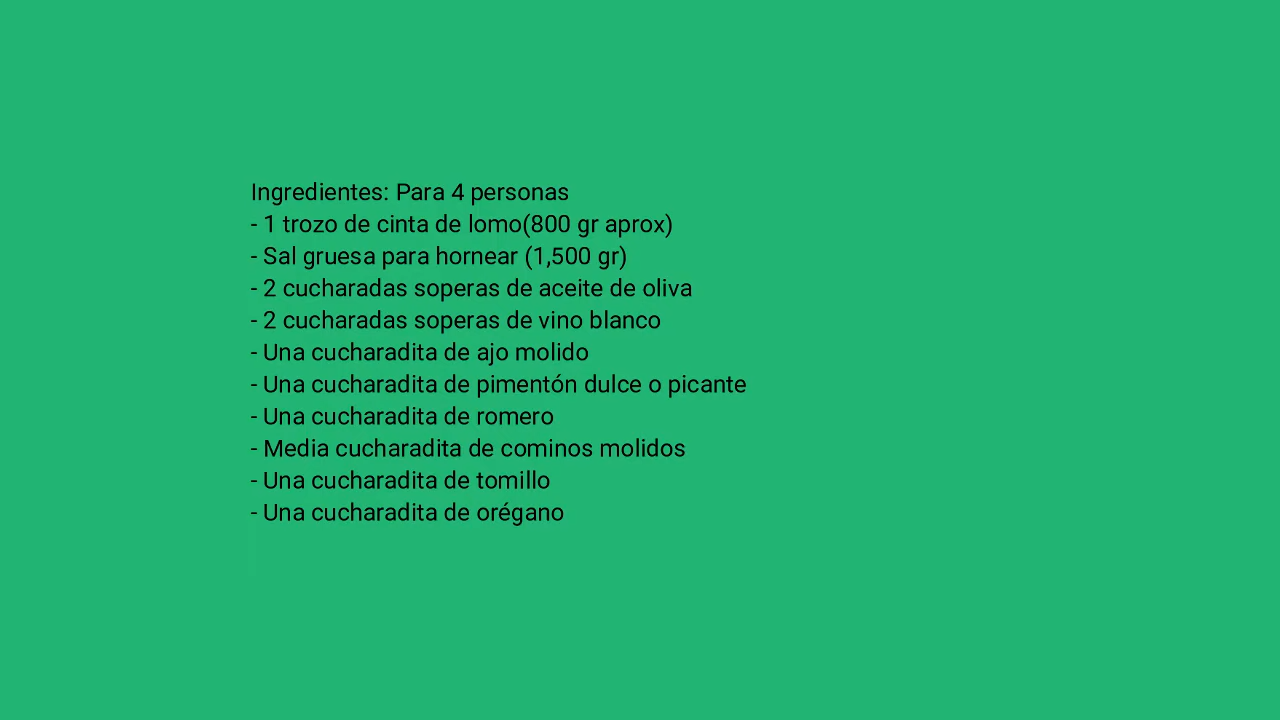 Ingredientes: Para 4 personas
- 1 trozo de cinta de lomo(800 gr aprox)
- Sal gruesa para hornear (1,500 gr)
- 2 cucharadas soperas de aceite de oliva
- 2 cucharadas soperas de vino blanco
- Una cucharadita de ajo molido
- Una cucharadita de pimentón dulce o picante
- Una cucharadita de romero
- Media cucharadita de cominos molidos
- Una cucharadita de tomillo
- Una cucharadita de orégano